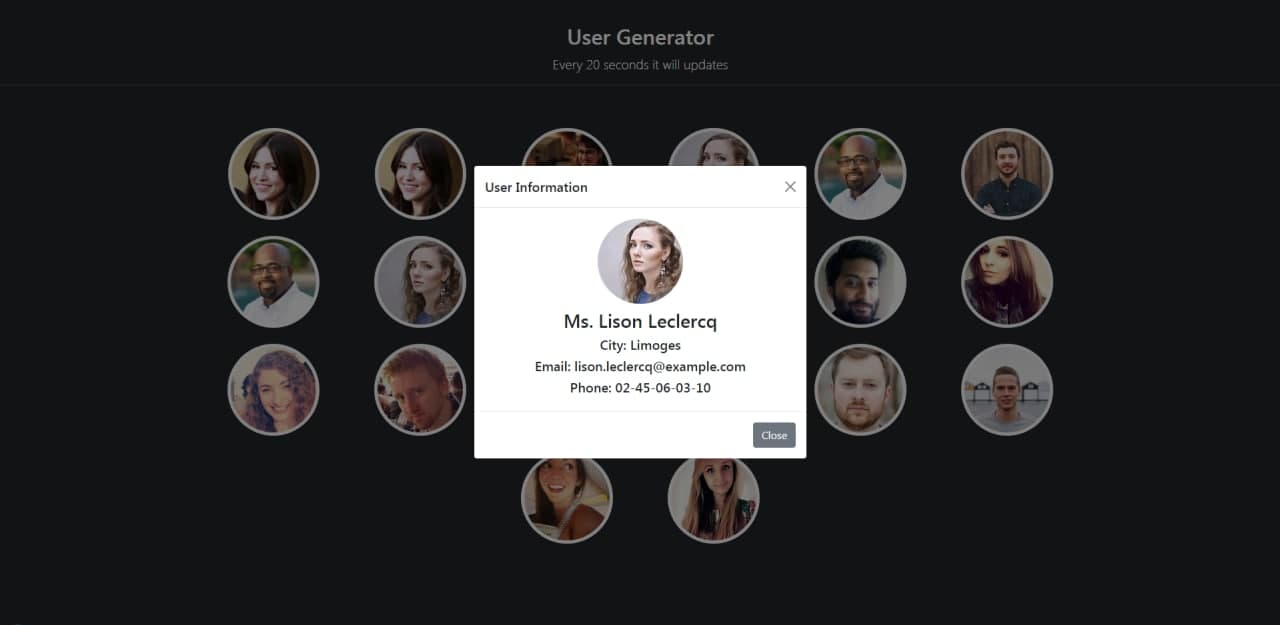 User Generator
Every 20 seconds it will updates
User Information
Ms. Lison Leclercq
City: Limoges
Email: lison.leclercq@example.com
Phone: 02-45-06-03-10
Close